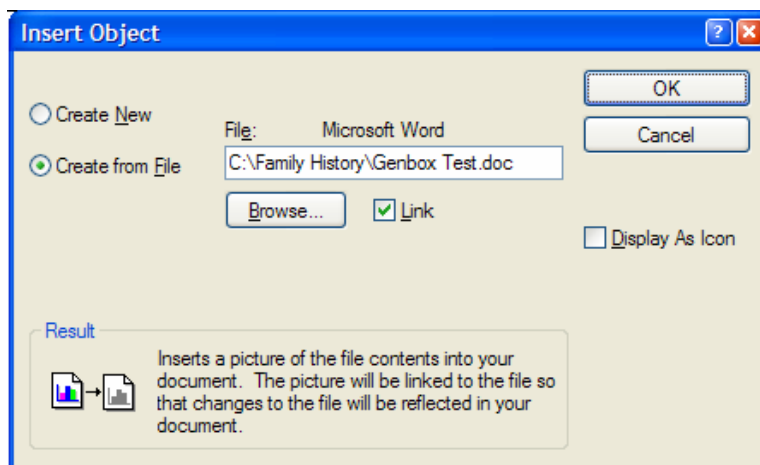 Insert Object
Create New
Create from File
File: Microsoft Word
C:\Family History\Genbox Test.doc
Browse...
Link
OK
Cancel
Display As Icon
Result
Inserts a picture of the file contents into your
document. The picture will be linked to the file so
that changes to the file will be reflected in your
document.